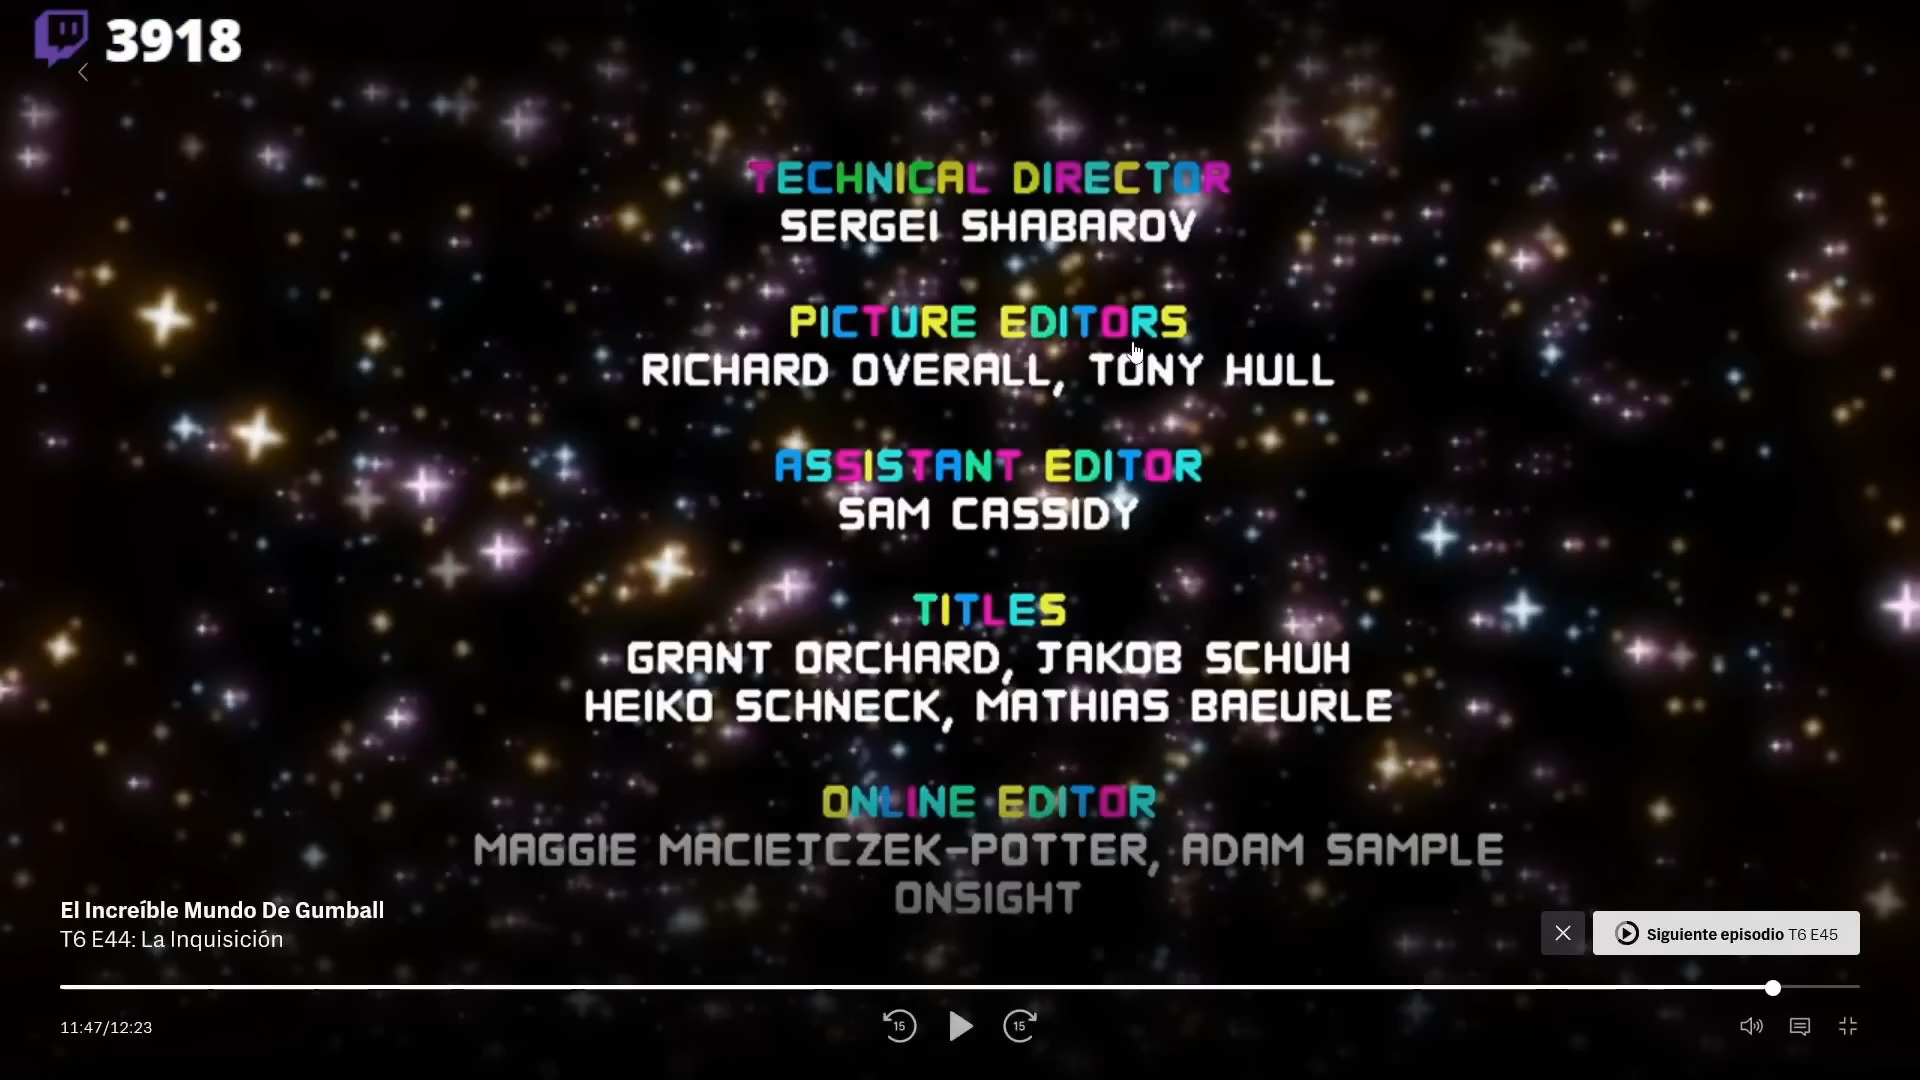 3918
TECHNICAL DIRECTOR
SERGEI SHABAROV
PICTURE EDITORS
RICHARD OVERALL, TONY HULL
ASSISTANT EDITOR
SAM CASSIDY
TITLES
GRANT ORCHARD, JAKOB SCHUH
HEIKO SCHNECK, MATHIAS BAEURLE
ONLINE EDITOR
MAGGIE MACIEJCZEK-POTTER, ADAM SAMPLE
ONSIGHT
El Increíble Mundo De Gumball
T6 E44: La Inquisición
Siguiente episodio T6 E45
11:47/12:23
15
15